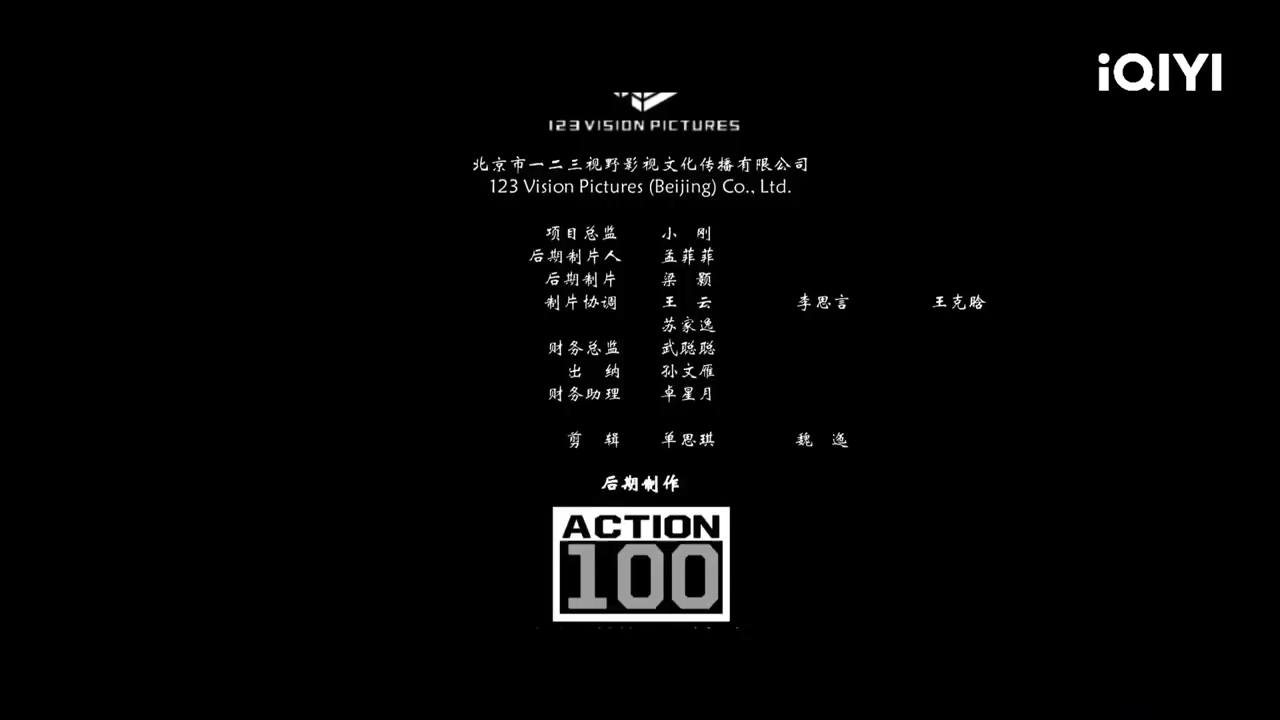 iQIYI
123 VISION PICTURES
北京市一二三视野影视文化传播有限公司
123 Vision Pictures (Beijing) Co., Ltd.
项目总监 小 刚
后期制片人 孟菲菲
后期制片 梁 颢
制片协调 王 云 李思言 王克晗
苏家逸
财务总监 武聪聪
出 纳 孙文雁
财务助理 卓星月
剪 辑 单思琪 魏 迤
后期制作
ACTION
100